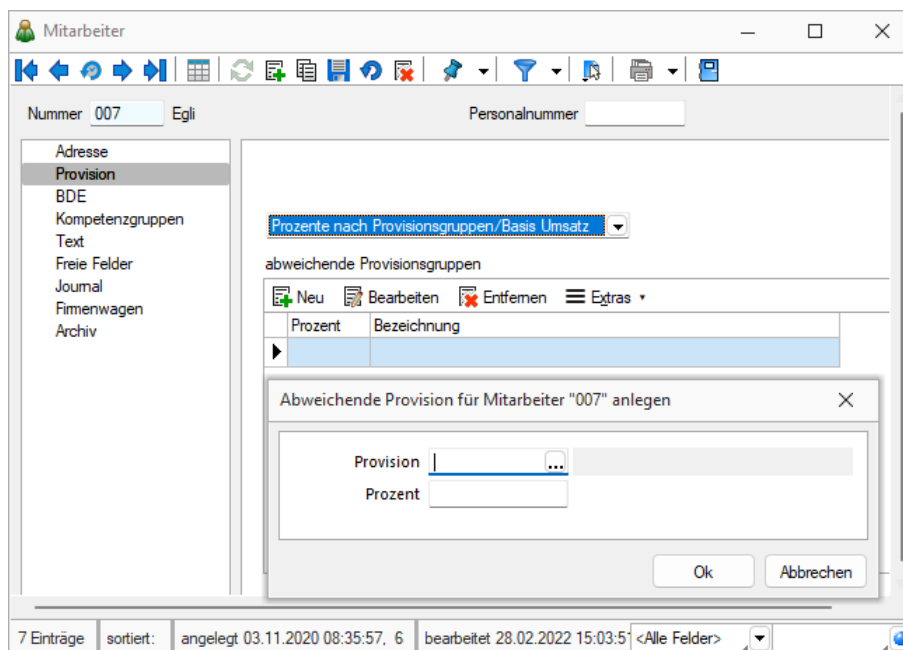 Mitarbeiter
Nummer 007 Egli Personalnummer
Adresse
Provision
BDE
Kompetenzgruppen
Text
Freie Felder
Journal
Firmenwagen
Archiv
Prozente nach Provisionsgruppen/Basis Umsatz
abweichende Provisionsgruppen
Neu Bearbeiten Entfernen Extras
Prozent Bezeichnung
Abweichende Provision für Mitarbeiter "007" anlegen
Provision ...
Prozent
Ok Abbrechen
7 Einträge sortiert: angelegt 03.11.2020 08:35:57, 6 bearbeitet 28.02.2022 15:03:5 <Alle Felder>